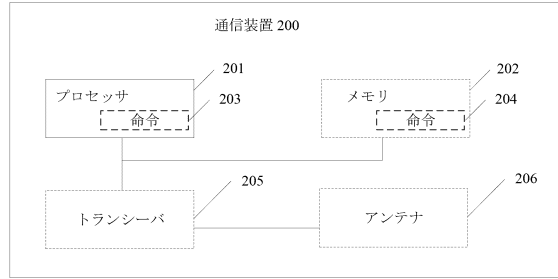 通信装置 200
201
プロセッサ
203
命令
202
メモリ
204
命令
205
トランシーバ
206
アンテナ